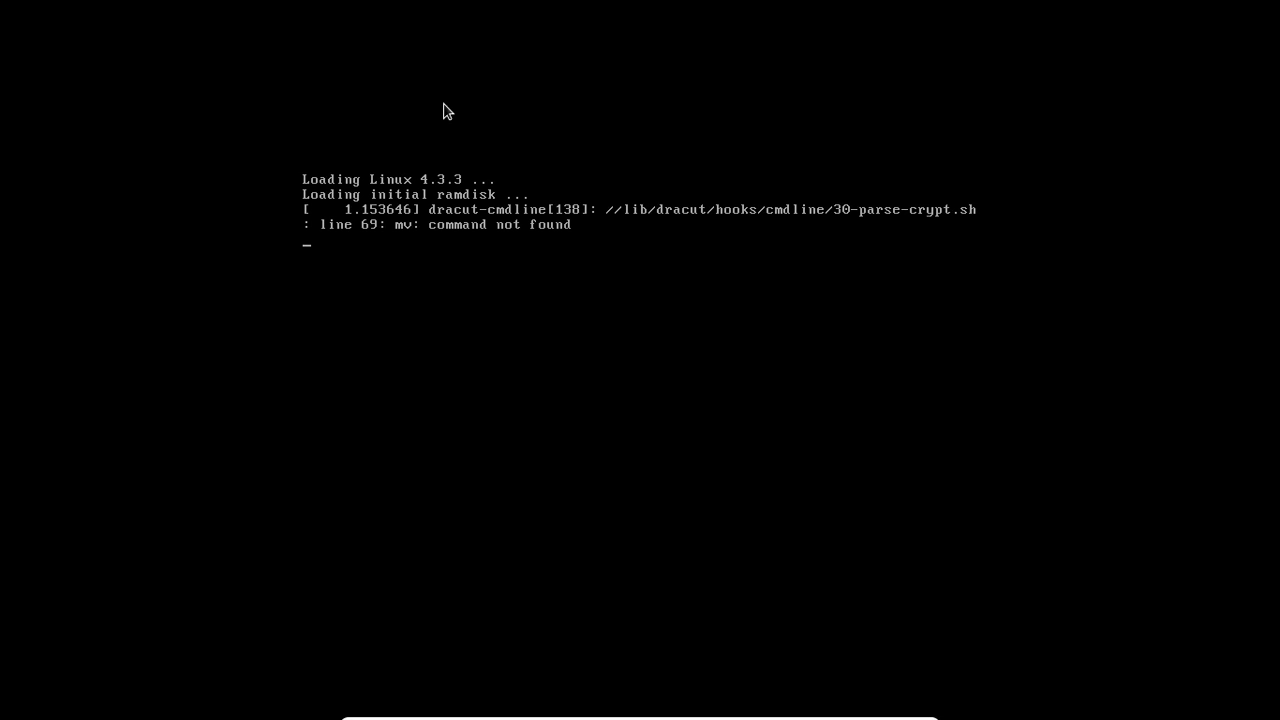 Loading Linux 4.3.3 ...
Loading initial ramdisk ...
[    1.153646] dracut-cmdline[138]: //lib/dracut/hooks/cmdline/30-parse-crypt.sh
: line 69: mv: command not found